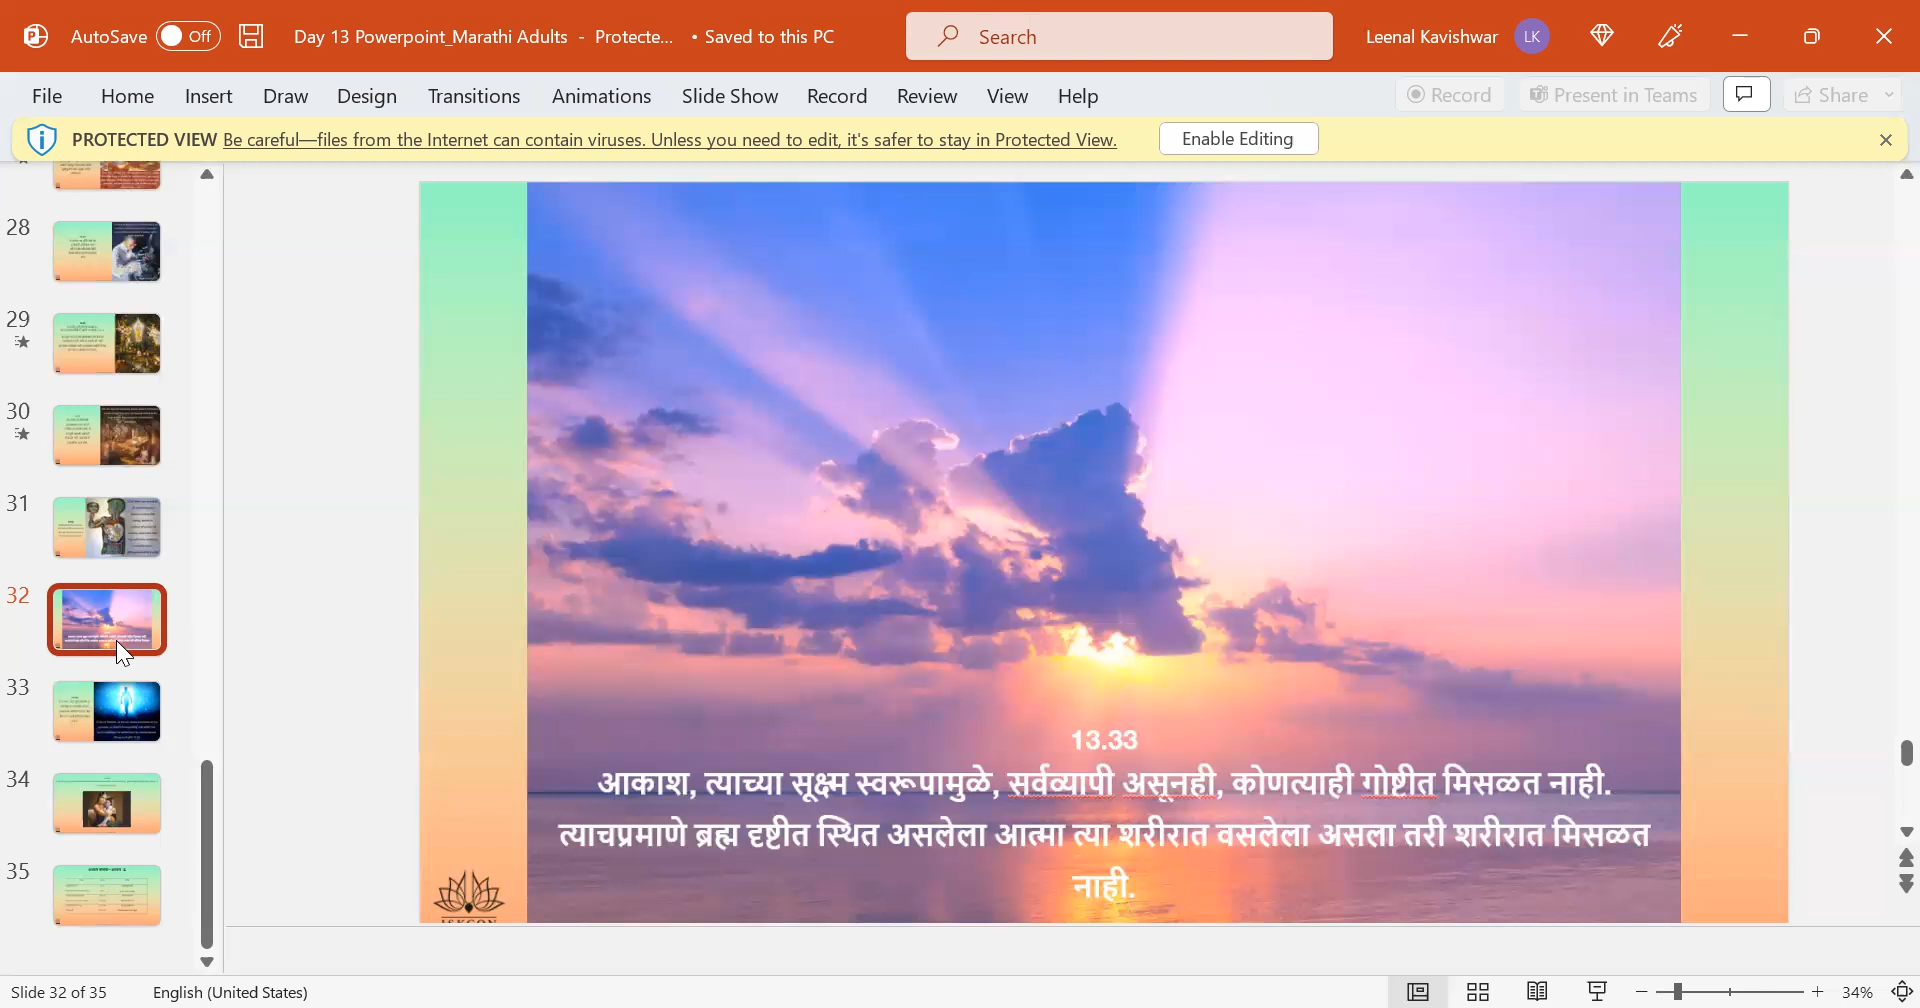 AutoSave Off Day 13 Powerpoint_Marathi Adults - Protecte... • Saved to this PC Search Leenal Kavishwar LK
File Home Insert Draw Design Transitions Animations Slide Show Record Review View Help Record Present in Teams Share
PROTECTED VIEW Be careful—files from the Internet can contain viruses. Unless you need to edit, it's safer to stay in Protected View. Enable Editing
28
29
30
31
32
33
34
35
13.33
आकाश, त्याच्या सूक्ष्म स्वरूपामुळे, सर्वव्यापी असूनही, कोणत्याही गोष्टीत मिसळत नाही.
त्याचप्रमाणे ब्रह्म दृष्टीत स्थित असलेला आत्मा त्या शरीरात वसलेला असला तरी शरीरात मिसळत
नाही.
ISKCON
Slide 32 of 35 English (United States) 34%